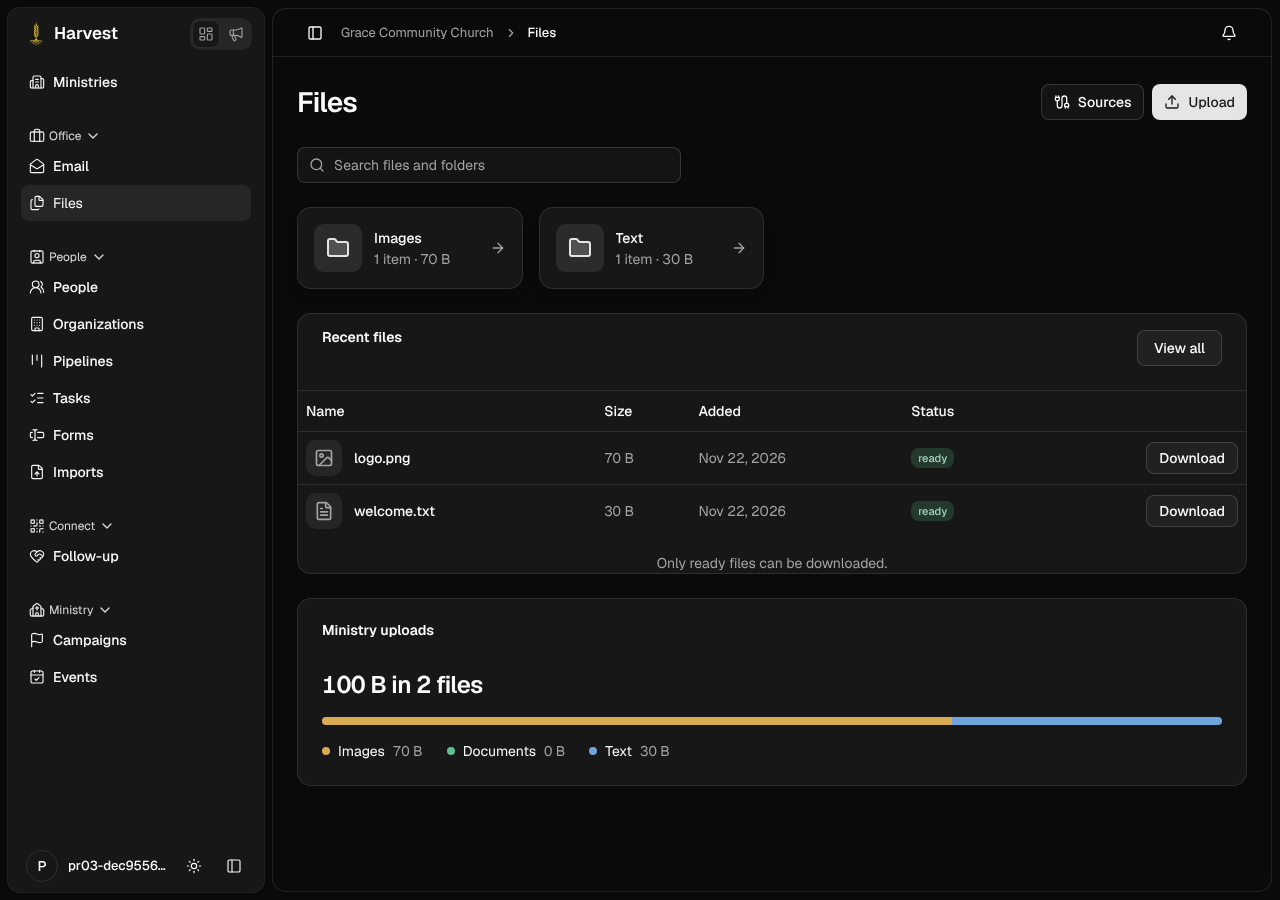 Harvest
Ministries
Office
Email
Files
People
People
Organizations
Pipelines
Tasks
Forms
Imports
Connect
Follow-up
Ministry
Campaigns
Events
P pr03-dec9556...
Grace Community Church > Files
Files
Sources
Upload
Search files and folders
Images
1 item · 70 B
Text
1 item · 30 B
Recent files
View all
Name Size Added Status
logo.png 70 B Nov 22, 2026 ready Download
welcome.txt 30 B Nov 22, 2026 ready Download
Only ready files can be downloaded.
Ministry uploads
100 B in 2 files
Images 70 B Documents 0 B Text 30 B